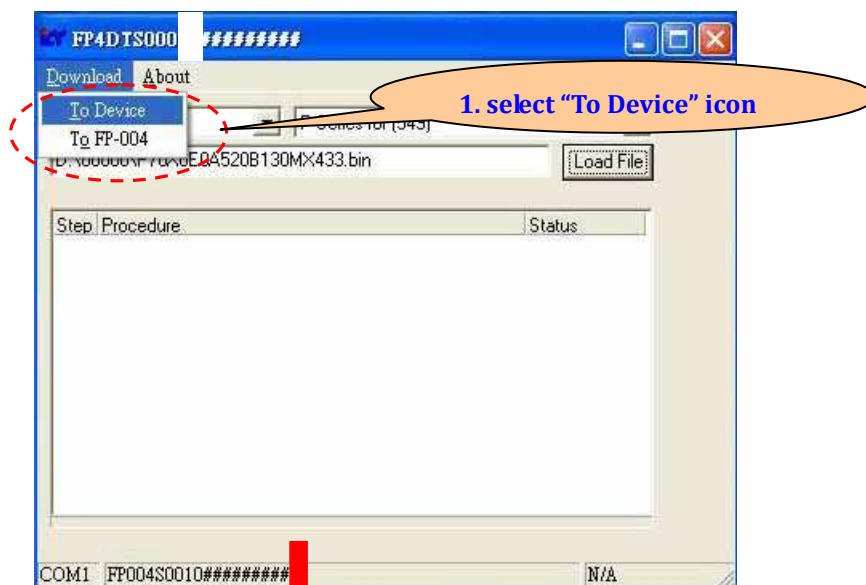 FP4DTS000 ##########
Download About
To Device
To FP-004
1. select “To Device” icon
Load File
Step Procedure Status
COM1 FP004S0010######### N/A